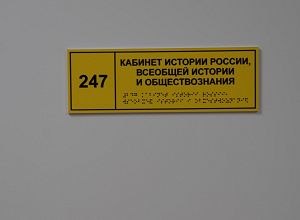 247
КАБИНЕТ ИСТОРИИ РОССИИ,
ВСЕОБЩЕЙ ИСТОРИИ
И ОБЩЕСТВОЗНАНИЯ